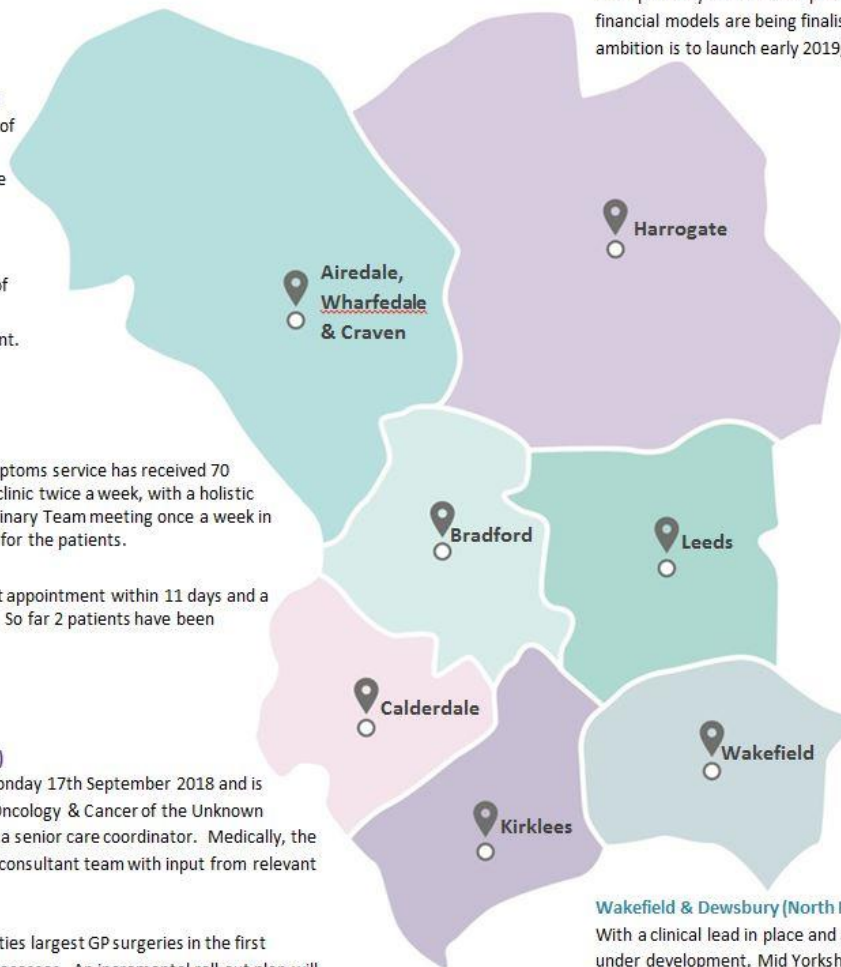 financial models are being finalis
ambition is to launch early 2019,
of
e
of
nt.
Harrogate
Airedale,
Wharfedale
& Craven
ptoms service has received 70
clinic twice a week, with a holistic
inary Team meeting once a week in
for the patients.
t appointment within 11 days and a
So far 2 patients have been
Bradford
Leeds
Calderdale
Wakefield
Kirklees
)
onday 17th September 2018 and is
Oncology & Cancer of the Unknown
a senior care coordinator. Medically, the
consultant team with input from relevant
ties largest GP surgeries in the first
Wakefield & Dewsbury (North
With a clinical lead in place and
under development. Mid Yorksh